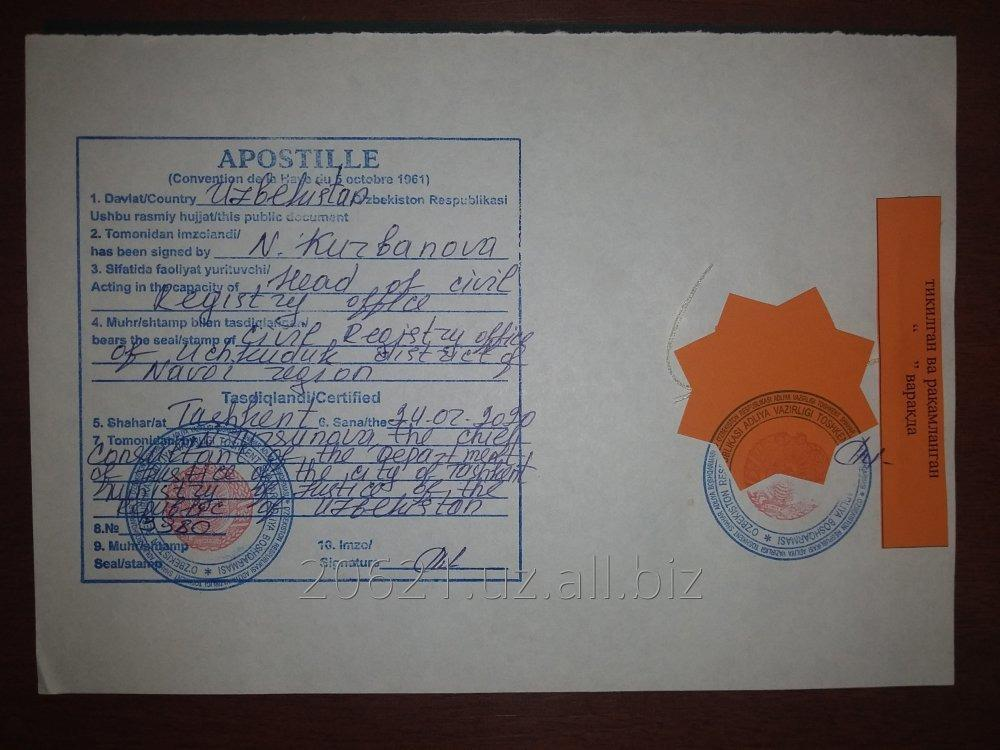 APOSTILLE
(Convention de la Haye du 5 octobre 1961)
1. Davlat/Country Uzbekistan O'zbekiston Respublikasi
Ushbu rasmiy hujjat/this public document
2. Tomonidan imzolandi/
has been signed by N. Kurbanova
3. Sifatida faoliyat yurituvchi/
Acting in the capacity of Head of civil
Registry office
4. Muhr/shtamp bilan tasdiqlangan/
bears the seal/stamp of Civil Registry office
of Uchkuduk district of
Navoi region
Tasdiqlandi/Certified
5. Shahar/at Tashkent 6. Sana/the 24.02.2020
7. Tomonidan/by the chief
Consultant of the department
of justice of the city of Tashkent
Ministry of Justice of the
Republic of Uzbekistan
8.№
9. Muhr/shtamp
Seal/stamp
10. Imzo/
Signature
O'ZBEKISTON RESPUBLIKASI ADLIYA VAZIRLIGI TOSHKENT
тикилган ва рақамланган
“ ” варақда
20621.uz.all.biz